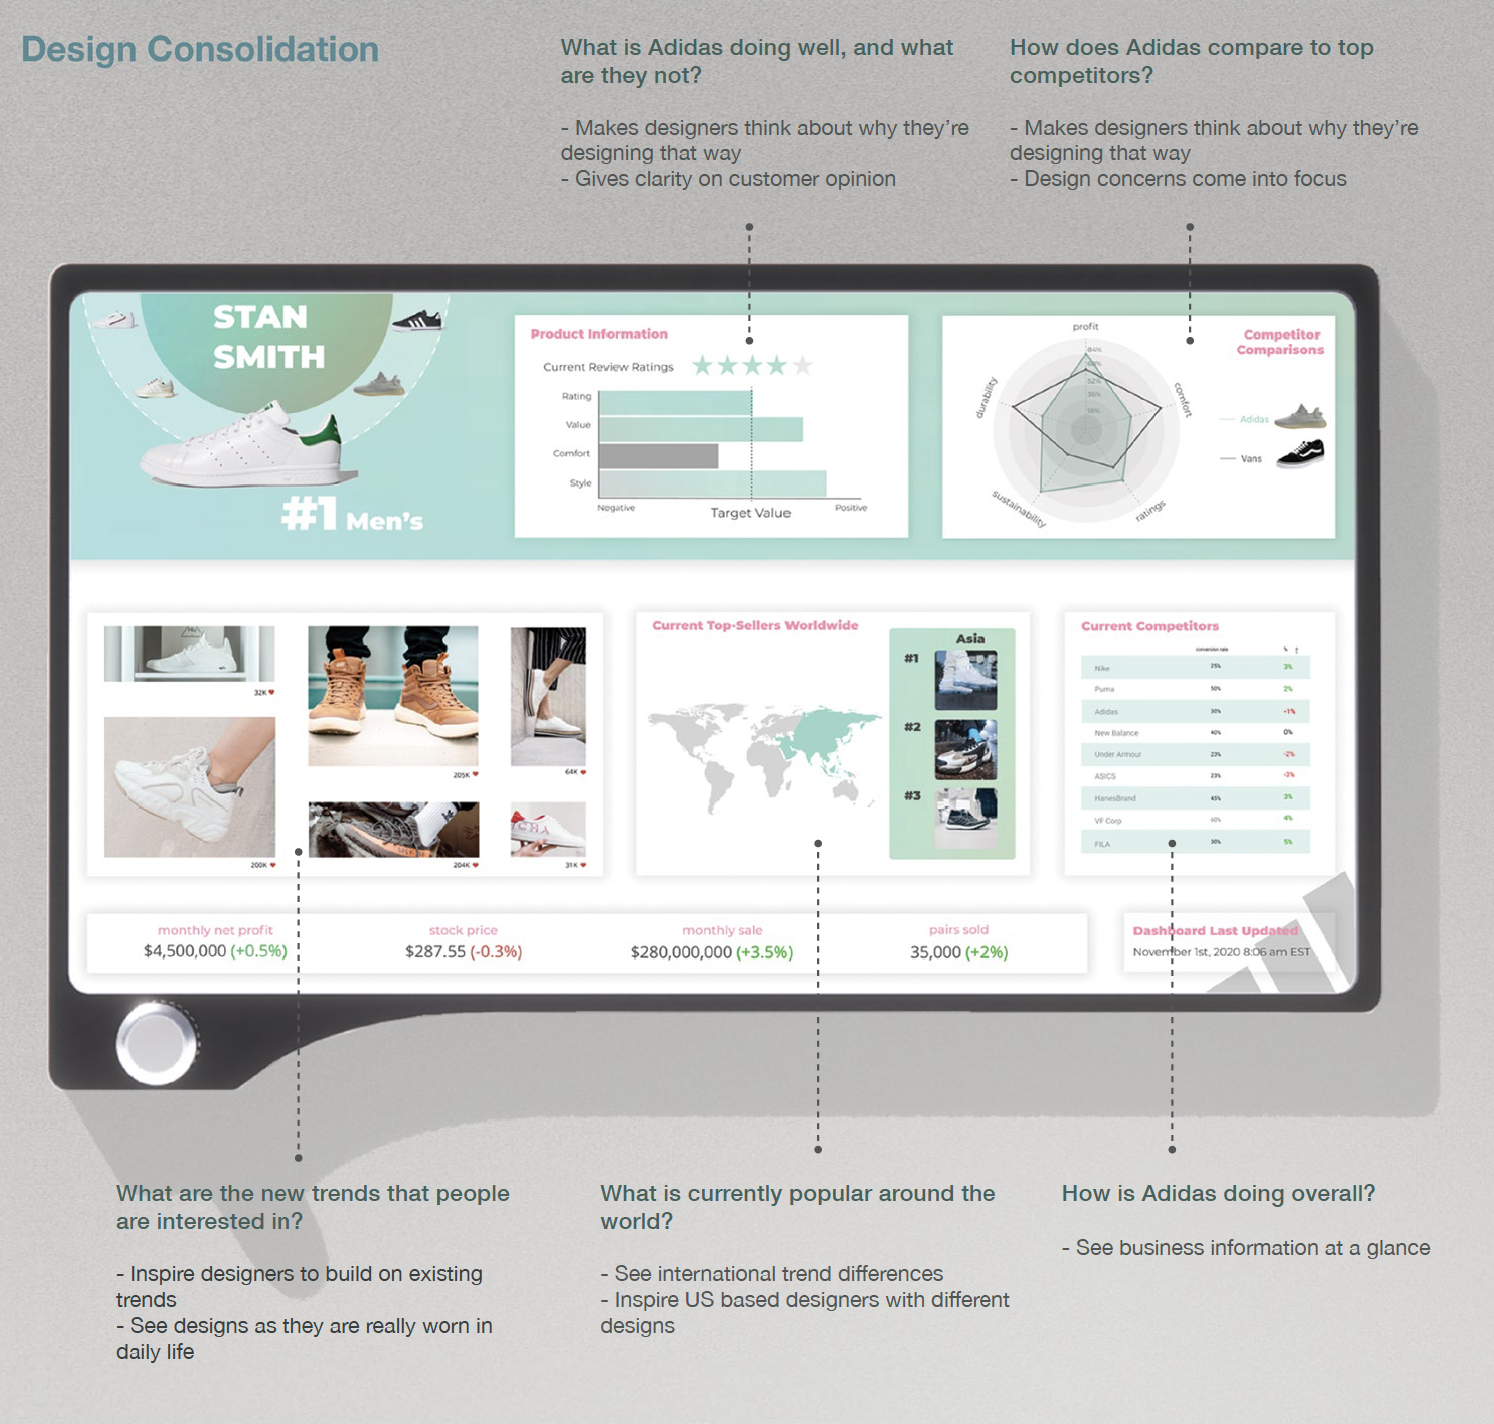 Design Consolidation
What is Adidas doing well, and what
are they not?
- Makes designers think about why they're
designing that way
- Gives clarity on customer opinion
How does Adidas compare to top
competitors?
- Makes designers think about why they're
designing that way
- Design concerns come into focus
STAN
SMITH
#1 Men's
Product Information
Current Review Ratings
Rating
Value
Comfort
Style
Negative
Target Value
Positive
Competitor
Comparisons
profit
84%
52%
36%
18%
comfort
ratings
sustainability
durability
Adidas
Vans
32K
205K
64K
200K
204K
31K
Current Top-Sellers Worldwide
Asia
#1
#2
#3
Current Competitors
conversion rate
Nike 25% 3%
Puma 50% 2%
Adidas 30% -1%
New Balance 40% 0%
Under Armour 23% -2%
ASICS 23% -3%
HanesBrand 45% 3%
VF Corp 4%
FILA 30% 5%
monthly net profit
$4,500,000 (+0.5%)
stock price
$287.55 (-0.3%)
monthly sale
$280,000,000 (+3.5%)
pairs sold
35,000 (+2%)
Dashboard Last Updated
November 1st, 2020 8:06 am EST
What are the new trends that people
are interested in?
- Inspire designers to build on existing
trends
- See designs as they are really worn in
daily life
What is currently popular around the
world?
- See international trend differences
- Inspire US based designers with different
designs
How is Adidas doing overall?
- See business information at a glance